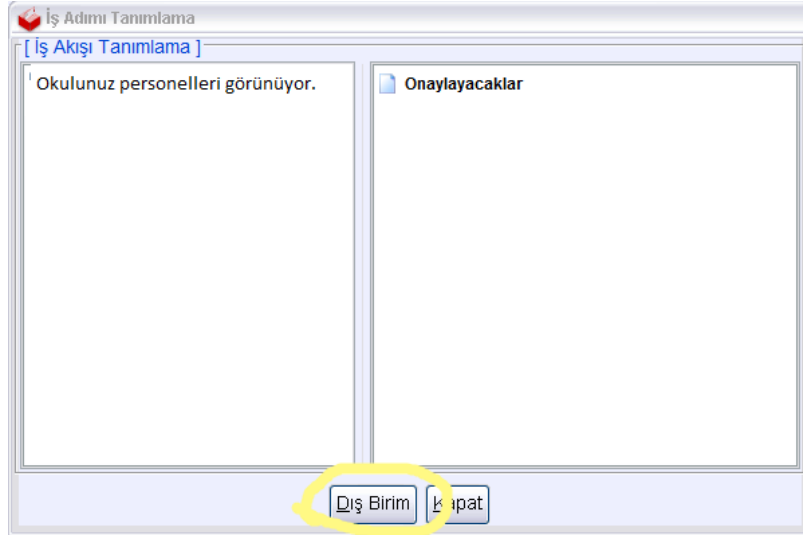 İş Adımı Tanımlama
[ İş Akışı Tanımlama ]
Okulunuz personelleri görünüyor.
Onaylayacaklar
Dış Birim
Kapat